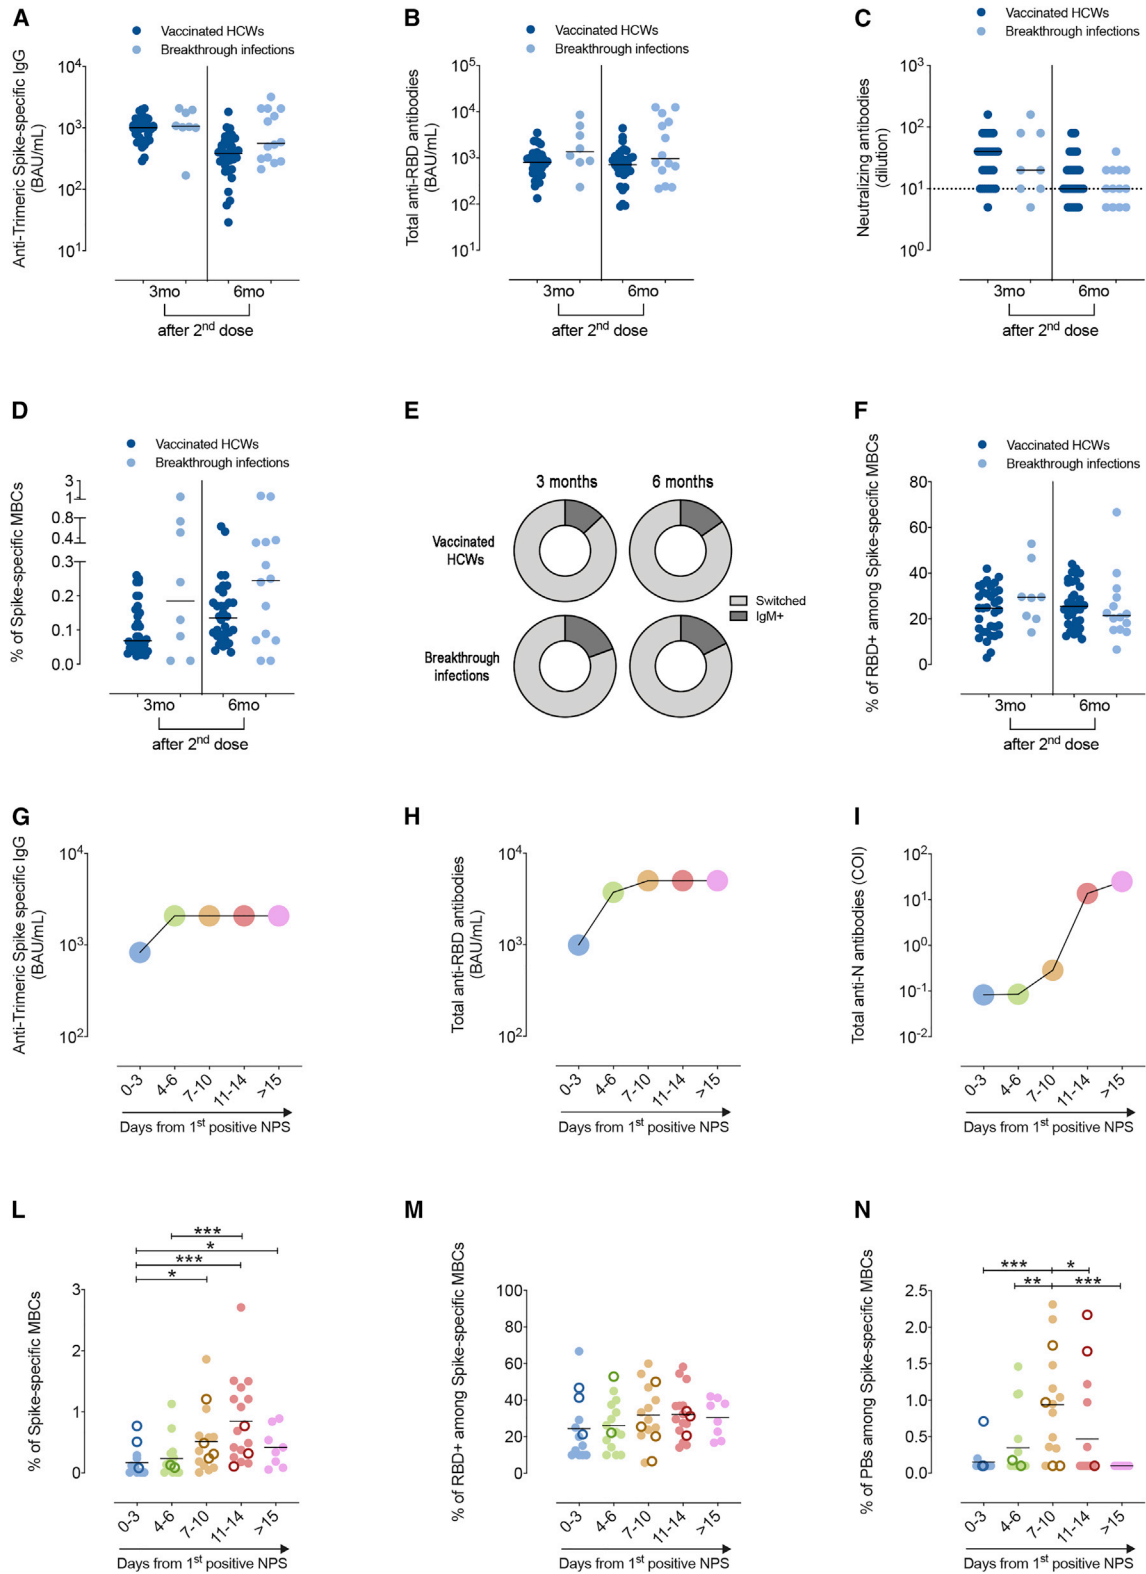 A
Vaccinated HCWs
Breakthrough infections
Anti-Trimeric Spike-specific IgG
(BAU/mL)
10⁴
10³
10²
10¹
3mo 6mo
after 2nd dose
B
Vaccinated HCWs
Breakthrough infections
Total anti-RBD antibodies
(BAU/mL)
10⁵
10⁴
10³
10²
10¹
3mo 6mo
after 2nd dose
C
Vaccinated HCWs
Breakthrough infections
Neutralizing antibodies
(dilution)
10³
10²
10¹
10⁰
3mo 6mo
after 2nd dose
D
Vaccinated HCWs
Breakthrough infections
% of Spike-specific MBCs
3
1
0.8
0.4
0.3
0.2
0.1
0.0
3mo 6mo
after 2nd dose
E
3 months 6 months
Vaccinated
HCWs
Switched
IgM+
Breakthrough
infections
F
Vaccinated HCWs
Breakthrough infections
% of RBD+ among Spike-specific MBCs
80
60
40
20
0
3mo 6mo
after 2nd dose
G
Anti-Trimeric Spike specific IgG
(BAU/mL)
10⁴
10³
10²
0-3 4-6 7-10 11-14 >15
Days from 1st positive NPS
H
Total anti-RBD antibodies
(BAU/mL)
10⁴
10³
10²
0-3 4-6 7-10 11-14 >15
Days from 1st positive NPS
I
Total anti-N antibodies (COI)
10²
10¹
10⁰
10⁻¹
10⁻²
0-3 4-6 7-10 11-14 >15
Days from 1st positive NPS
L
***
*
***
*
% of Spike-specific MBCs
3
2
1
0
0-3 4-6 7-10 11-14 >15
Days from 1st positive NPS
M
% of RBD+ among Spike-specific MBCs
100
80
60
40
20
0
0-3 4-6 7-10 11-14 >15
Days from 1st positive NPS
N
*** *
** ***
% of PBs among Spike-specific MBCs
2.5
2.0
1.5
1.0
0.5
0.0
0-3 4-6 7-10 11-14 >15
Days from 1st positive NPS